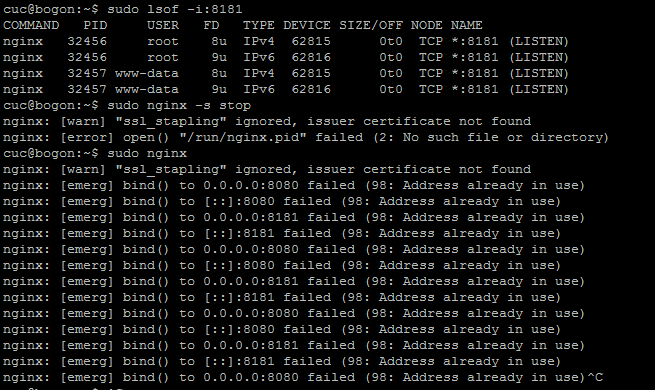 cuc@bogon:~$ sudo lsof -i:8181
COMMAND   PID     USER   FD   TYPE DEVICE SIZE/OFF NODE NAME
nginx   32456     root    8u  IPv4  62815      0t0  TCP *:8181 (LISTEN)
nginx   32456     root    9u  IPv6  62816      0t0  TCP *:8181 (LISTEN)
nginx   32457 www-data    8u  IPv4  62815      0t0  TCP *:8181 (LISTEN)
nginx   32457 www-data    9u  IPv6  62816      0t0  TCP *:8181 (LISTEN)
cuc@bogon:~$ sudo nginx -s stop
nginx: [warn] "ssl_stapling" ignored, issuer certificate not found
nginx: [error] open() "/run/nginx.pid" failed (2: No such file or directory)
cuc@bogon:~$ sudo nginx
nginx: [warn] "ssl_stapling" ignored, issuer certificate not found
nginx: [emerg] bind() to 0.0.0.0:8080 failed (98: Address already in use)
nginx: [emerg] bind() to [::]:8080 failed (98: Address already in use)
nginx: [emerg] bind() to 0.0.0.0:8181 failed (98: Address already in use)
nginx: [emerg] bind() to [::]:8181 failed (98: Address already in use)
nginx: [emerg] bind() to 0.0.0.0:8080 failed (98: Address already in use)
nginx: [emerg] bind() to [::]:8080 failed (98: Address already in use)
nginx: [emerg] bind() to 0.0.0.0:8181 failed (98: Address already in use)
nginx: [emerg] bind() to [::]:8181 failed (98: Address already in use)
nginx: [emerg] bind() to 0.0.0.0:8080 failed (98: Address already in use)
nginx: [emerg] bind() to [::]:8080 failed (98: Address already in use)
nginx: [emerg] bind() to 0.0.0.0:8181 failed (98: Address already in use)
nginx: [emerg] bind() to [::]:8181 failed (98: Address already in use)
nginx: [emerg] bind() to 0.0.0.0:8080 failed (98: Address already in use)^C